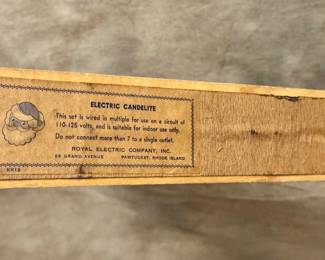 ELECTRIC CANDELITE
This set is wired in multiple for use on a circuit of
110-125 volts, and is suitable for indoor use only.
Do not connect more than 7 to a single outlet.
ROYAL ELECTRIC COMPANY, INC.
GRAND AVENUE PAWTUCKET, RHODE ISLAND